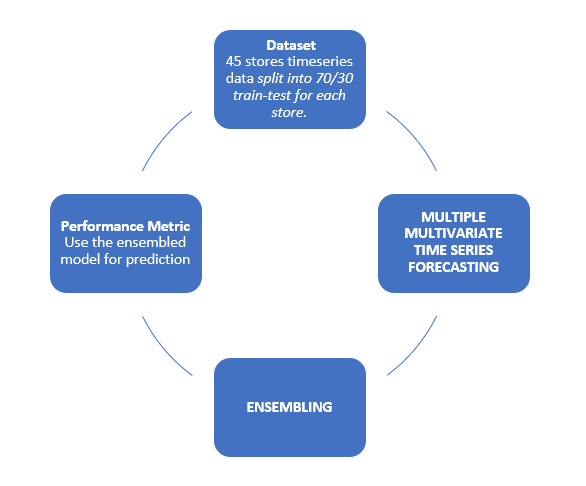 Dataset
45 stores timeseries
data split into 70/30
train-test for each
store.
MULTIPLE
MULTIVARIATE
TIME SERIES
FORECASTING
ENSEMBLING
Performance Metric
Use the ensembled
model for prediction